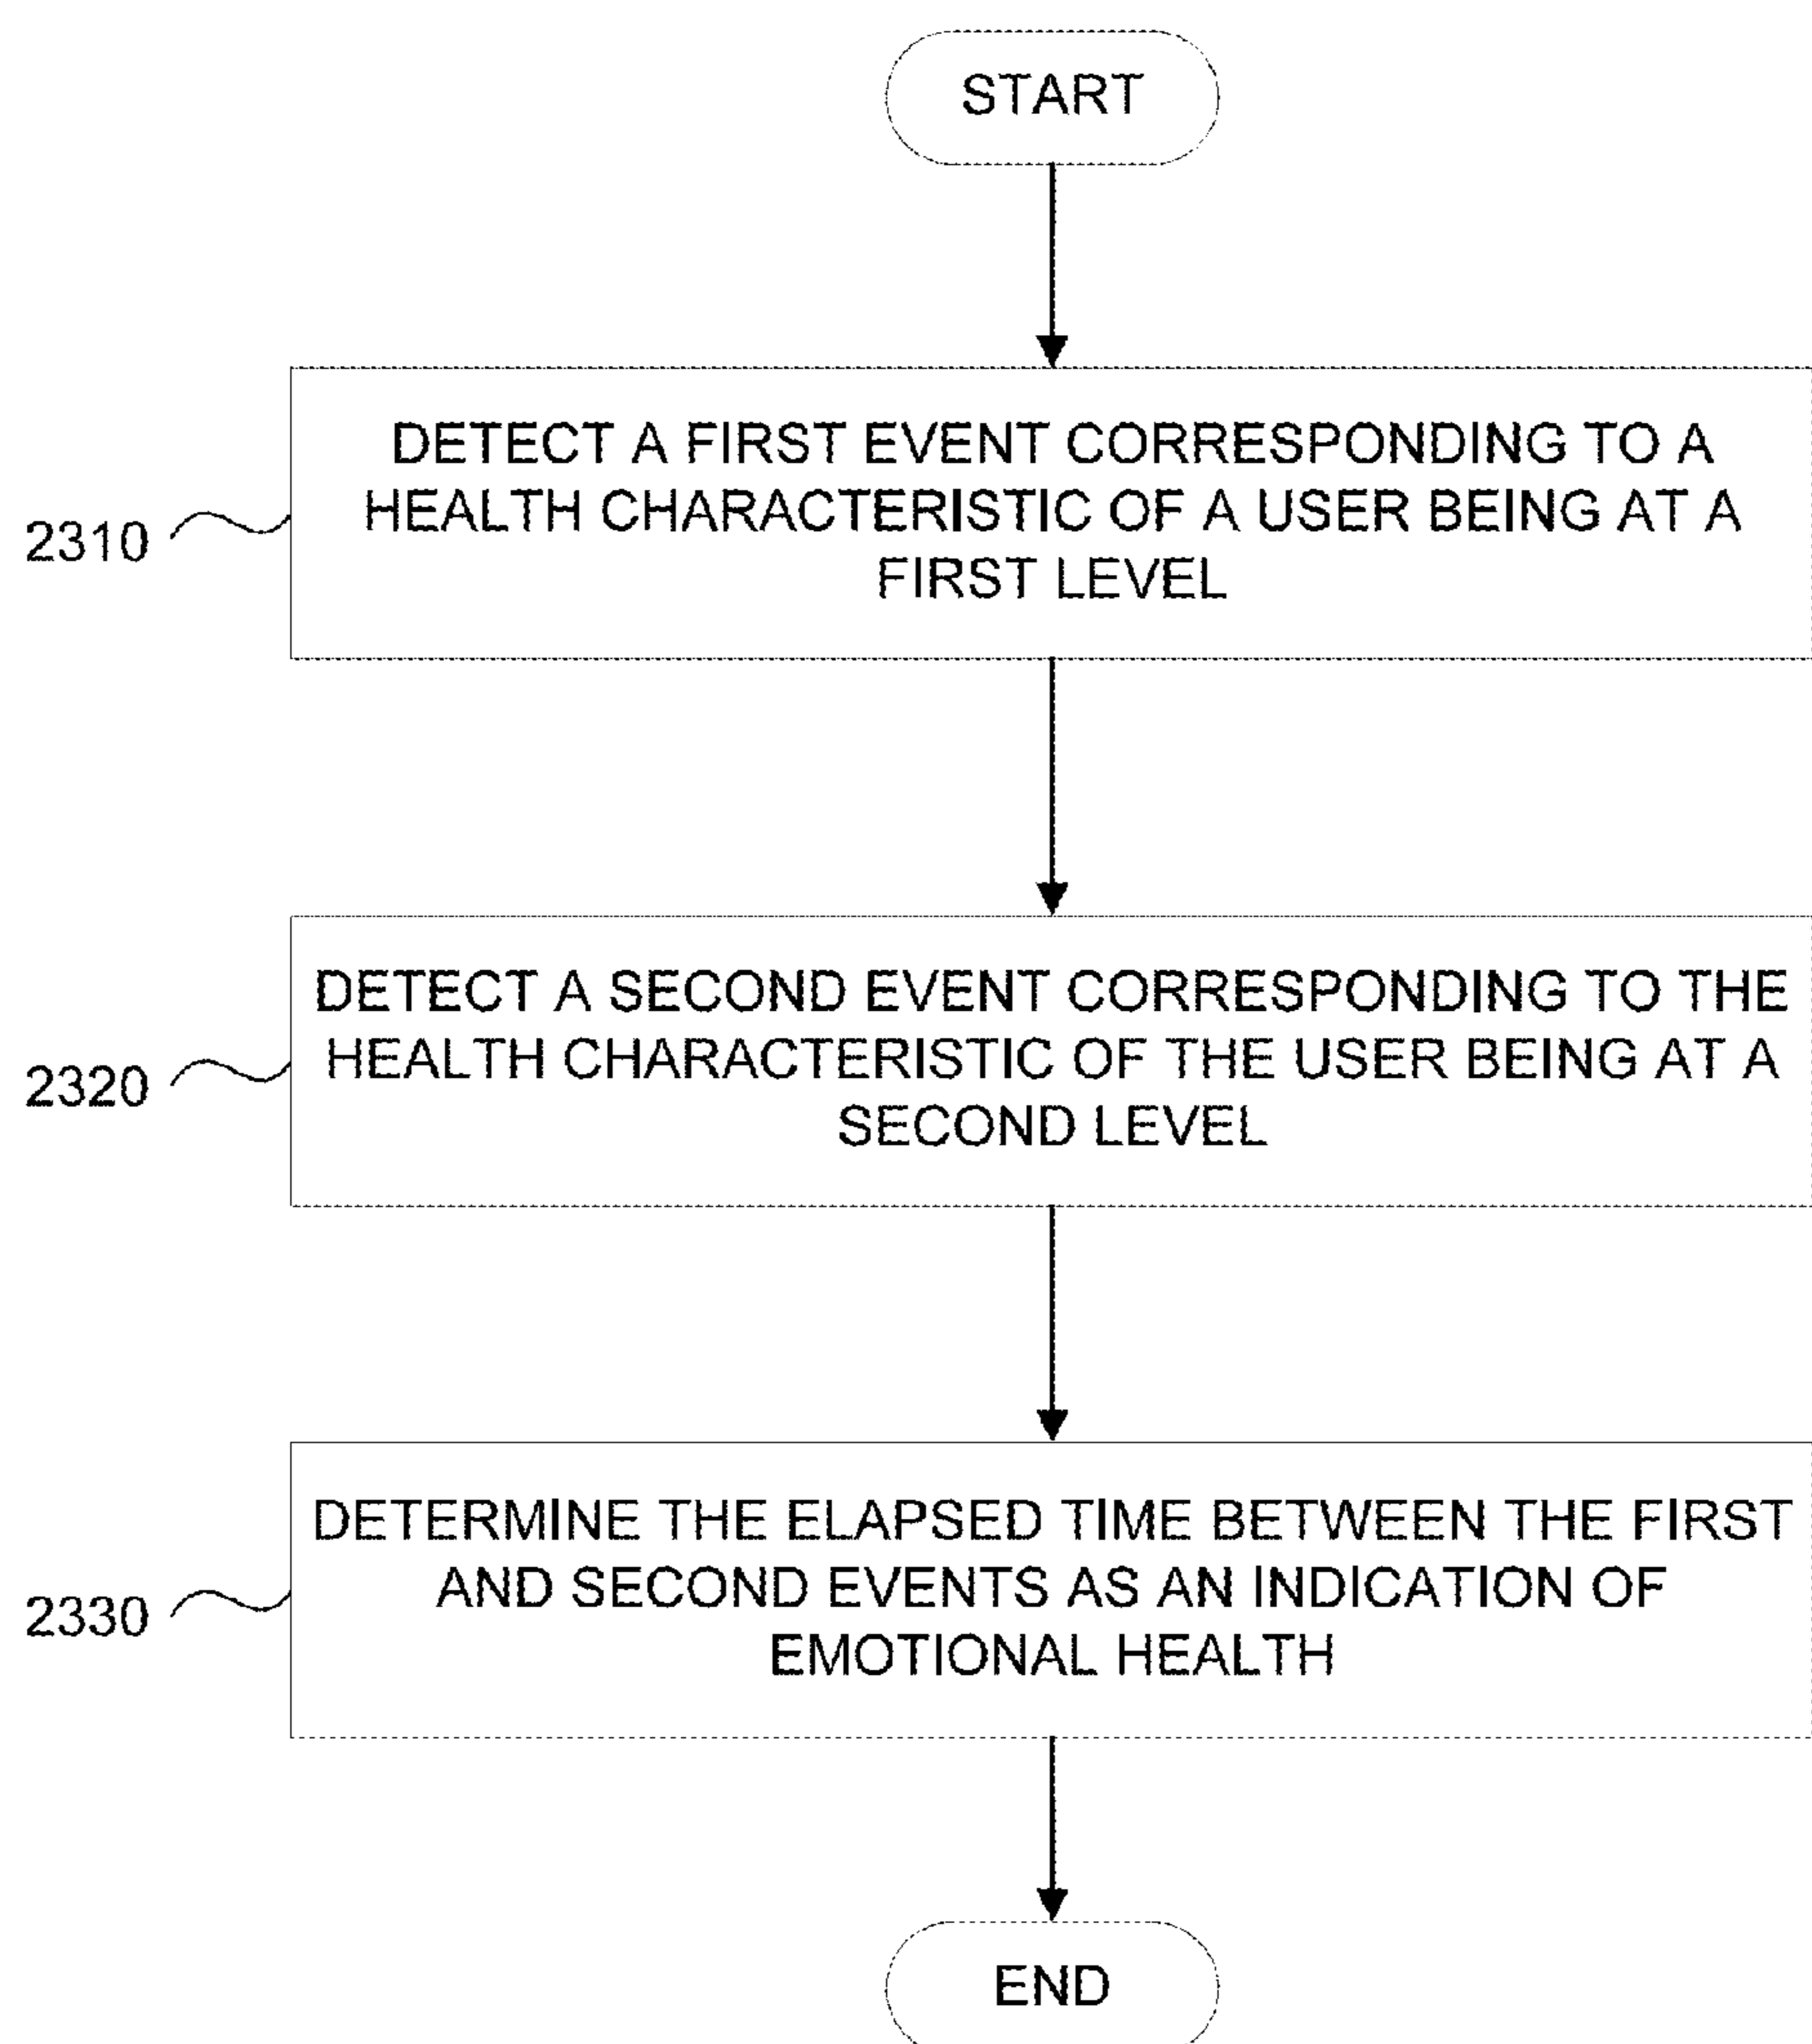 START
DETECT A FIRST EVENT CORRESPONDING TO A
HEALTH CHARACTERISTIC OF A USER BEING AT A
FIRST LEVEL
2310
DETECT A SECOND EVENT CORRESPONDING TO THE
HEALTH CHARACTERISTIC OF THE USER BEING AT A
SECOND LEVEL
2320
DETERMINE THE ELAPSED TIME BETWEEN THE FIRST
AND SECOND EVENTS AS AN INDICATION OF
EMOTIONAL HEALTH
2330
END